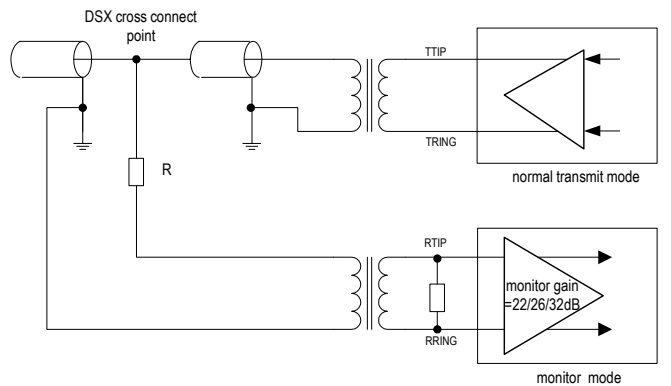 DSX cross connect
point
TTIP
TRING
normal transmit mode
R
RTIP
monitor gain
=22/26/32dB
RRING
monitor mode